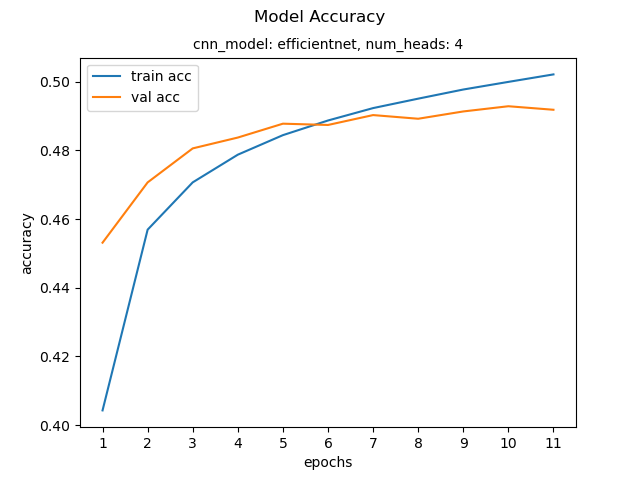 Model Accuracy
cnn_model: efficientnet, num_heads: 4
train acc
val acc
0.50
0.48
0.46
0.44
0.42
0.40
accuracy
1 2 3 4 5 6 7 8 9 10 11
epochs